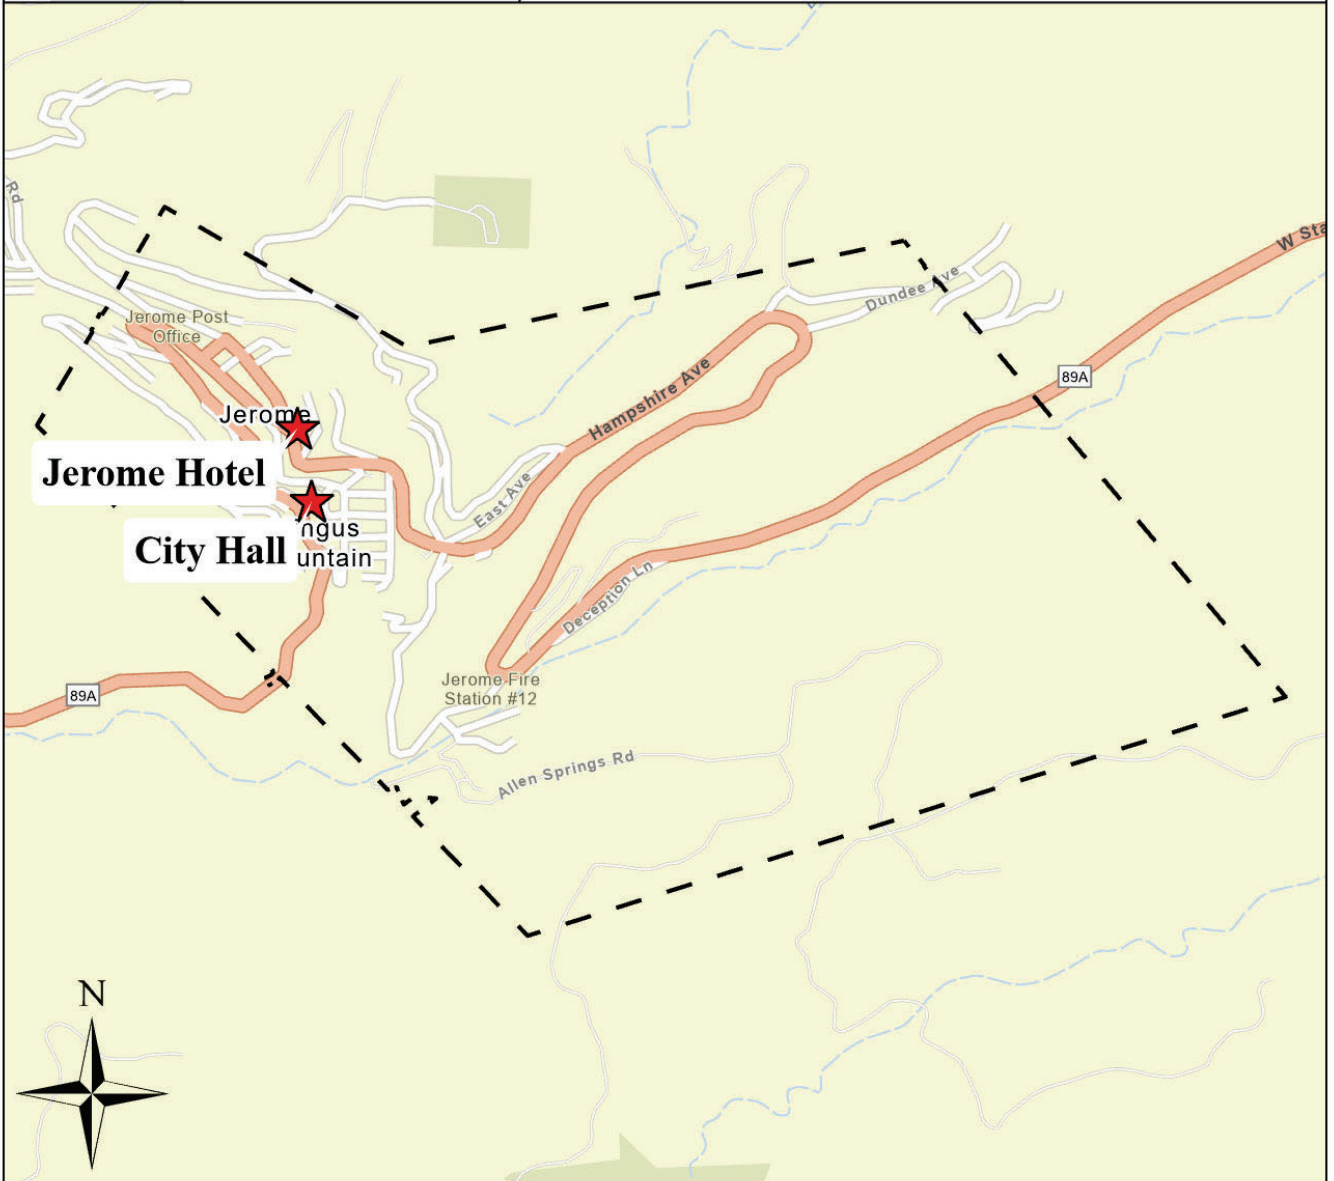 Rd
W Sta
Dundee Ave
Jerome Post
Office
89A
Hampshire Ave
Jerome
Jerome Hotel
East Ave
ngus
City Hall
untain
Deception Ln
Jerome Fire
Station #12
89A
Allen Springs Rd
N